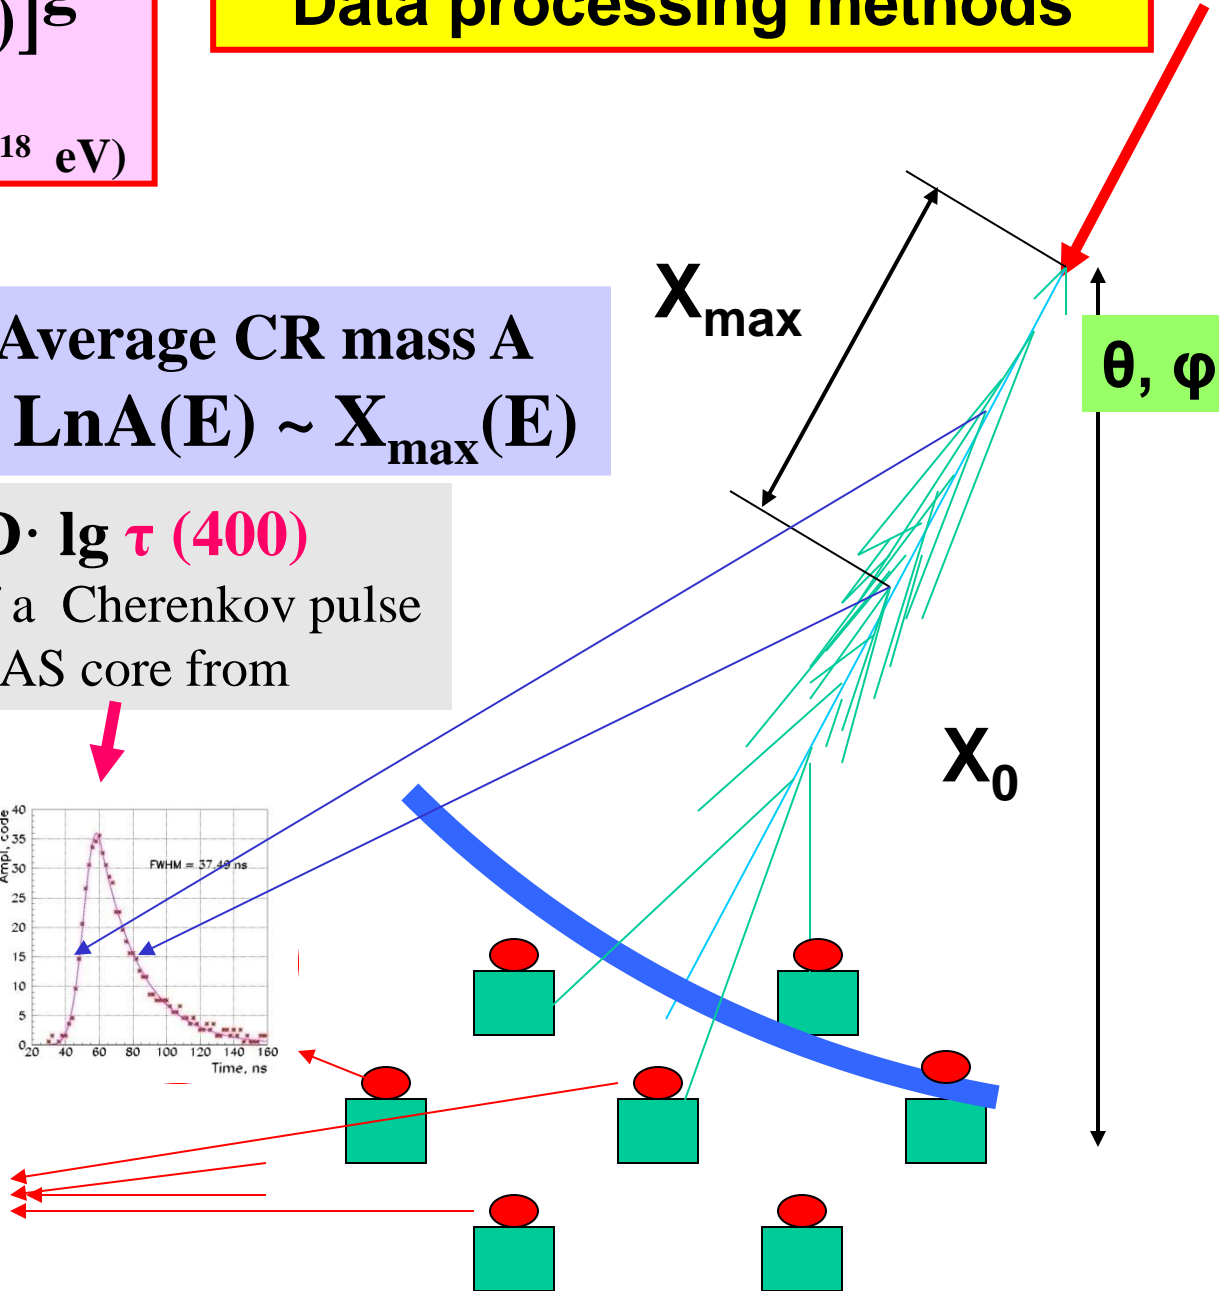 )]ᵍ
Data processing methods
¹⁸ eV)
Xmax
Average CR mass A
θ, φ
LnA(E) ~ Xmax(E)
· lg τ (400)
a Cherenkov pulse
AS core from
X₀
Ampl, code
40
35
30
25
20
15
10
5
0
FWHM = 37.49 ns
20 40 60 80 100 120 140 160
Time, ns